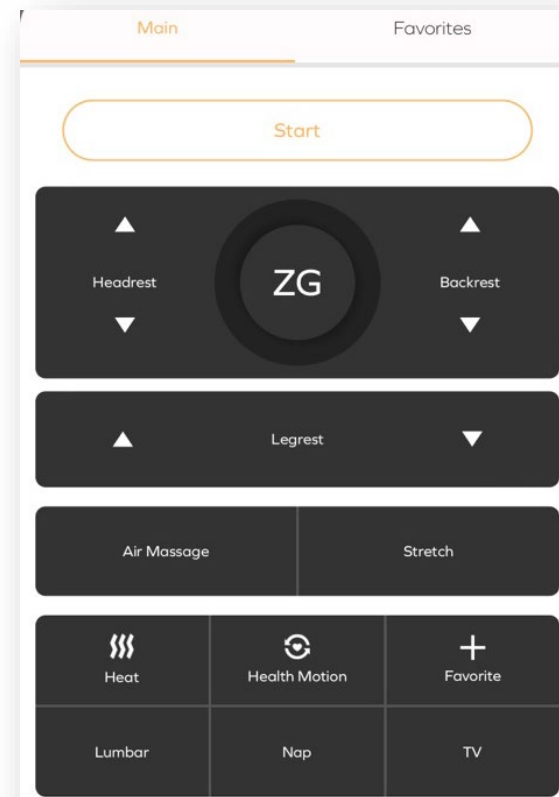 Main Favorites
Start
Headrest ZG Backrest
Legrest
Air Massage Stretch
Heat Health Motion Favorite
Lumbar Nap TV